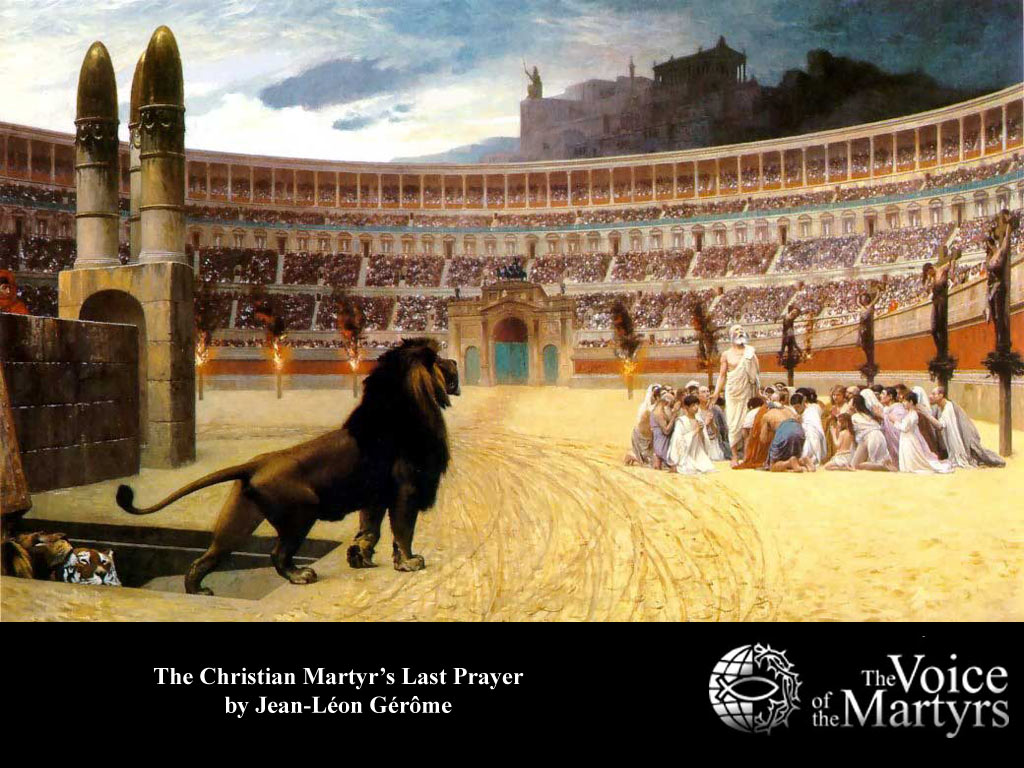 The Christian Martyr’s Last Prayer
by Jean-Léon Gérôme
The Voice
of the Martyrs